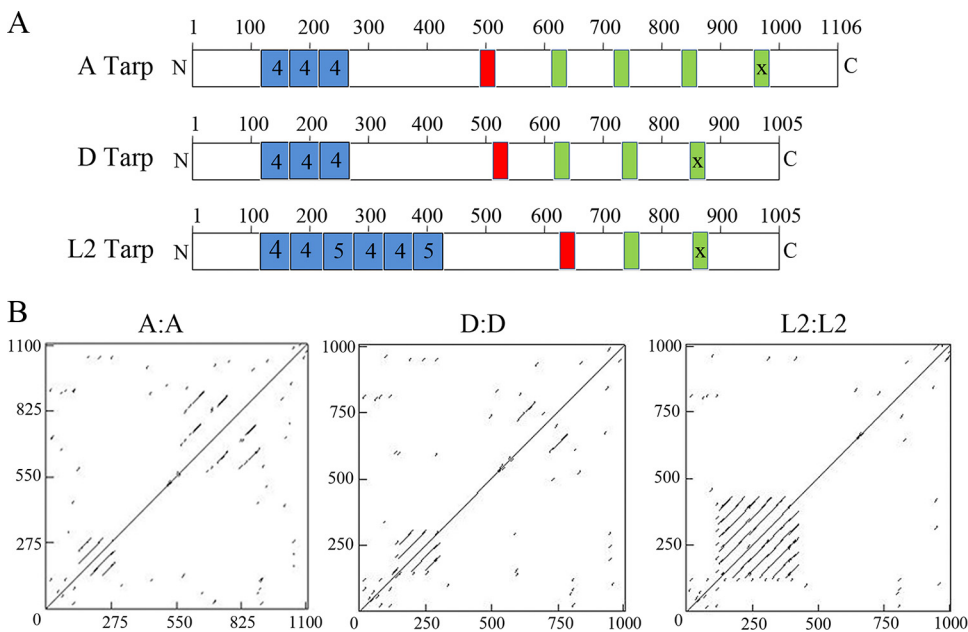 A
1 100 200 300 400 500 600 700 800 900 1000 1106
A Tarp N 4 4 4 x C
1 100 200 300 400 500 600 700 800 900 1005
D Tarp N 4 4 4 x C
1 100 200 300 400 500 600 700 800 900 1005
L2 Tarp N 4 4 5 4 4 5 x C
B
A:A D:D L2:L2
1100 1000 1000
825 750 750
550 500 500
275 250 250
0 0 0
275 550 825 1100 250 500 750 1000 250 500 750 1000